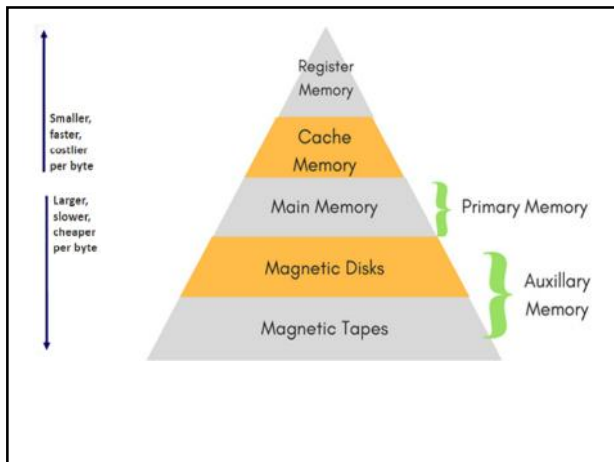 Register
Memory
Smaller,
faster,
costlier
per byte
Cache
Memory
Larger,
slower,
cheaper
per byte
Main Memory
Primary Memory
Magnetic Disks
Auxillary
Memory
Magnetic Tapes